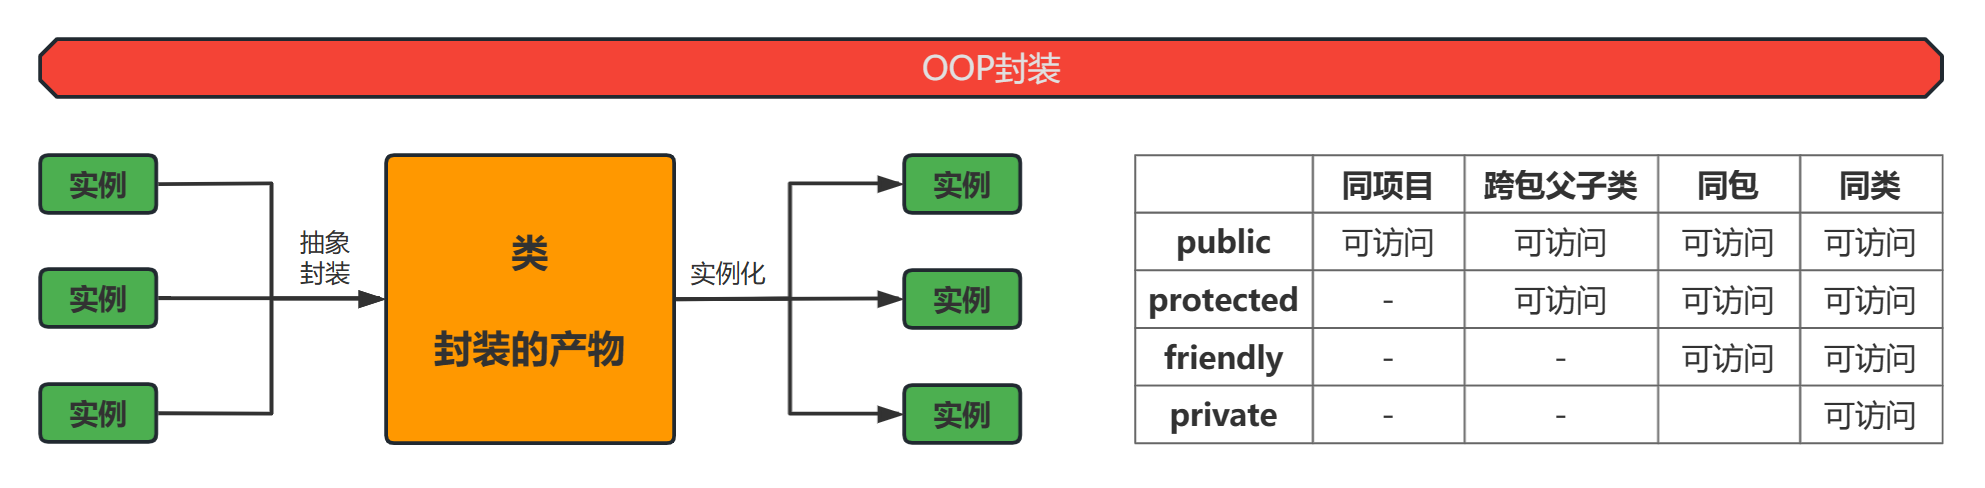 OOP封装
实例
实例
实例
抽象
封装
类
封装的产物
实例化
实例
实例
实例
同项目 跨包父子类 同包 同类
public 可访问 可访问 可访问 可访问
protected - 可访问 可访问 可访问
friendly - - 可访问 可访问
private - - 可访问